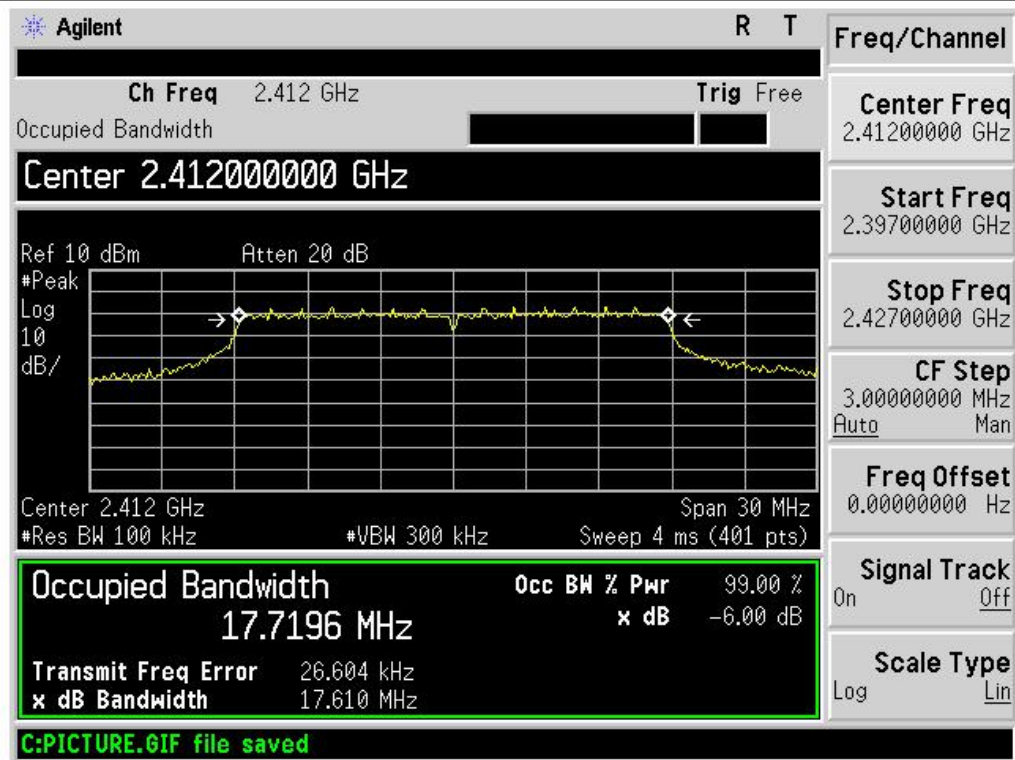 Agilent R T
Ch Freq 2.412 GHz Trig Free
Occupied Bandwidth
Center 2.412000000 GHz
Ref 10 dBm Atten 20 dB
#Peak
Log
10
dB/
Center 2.412 GHz Span 30 MHz
#Res BW 100 kHz #VBW 300 kHz Sweep 4 ms (401 pts)
Occupied Bandwidth
17.7196 MHz
Occ BW % Pwr 99.00 %
x dB -6.00 dB
Transmit Freq Error 26.604 kHz
x dB Bandwidth 17.610 MHz
C:PICTURE.GIF file saved
Freq/Channel
Center Freq
2.41200000 GHz
Start Freq
2.39700000 GHz
Stop Freq
2.42700000 GHz
CF Step
3.00000000 MHz
Auto Man
Freq Offset
0.00000000 Hz
Signal Track
On Off
Scale Type
Log Lin